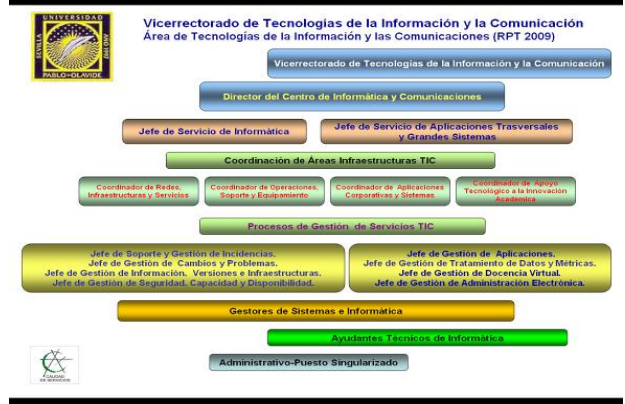 UNIVERSIDAD
SEVILLA
AÑO 1997
PABLO·OLAVIDE
Vicerrectorado de Tecnologías de la Información y la Comunicación
Área de Tecnologías de la Información y las Comunicaciones (RPT 2009)
Vicerrectorado de Tecnologías de la Información y la Comunicación
Director del Centro de Informática y Comunicaciones
Jefe de Servicio de Informática
Jefe de Servicio de Aplicaciones Trasversales
y Grandes Sistemas
Coordinación de Áreas Infraestructuras TIC
Coordinador de Redes,
Infraestructuras y Servicios
Coordinador de Operaciones,
Soporte y Equipamiento
Coordinador de Aplicaciones
Corporativas y Sistemas
Coordinador de Apoyo
Tecnológico a la Innovación
Académica
Procesos de Gestión de Servicios TIC
Jefe de Soporte y Gestión de Incidencias.
Jefe de Gestión de Cambios y Problemas.
Jefe de Gestión de Información, Versiones e Infraestructuras.
Jefe de Gestión de Seguridad, Capacidad y Disponibilidad.
Jefe de Gestión de Aplicaciones.
Jefe de Gestión de Tratamiento de Datos y Métricas.
Jefe de Gestión de Docencia Virtual.
Jefe de Gestión de Administración Electrónica.
Gestores de Sistemas e Informática
Ayudantes Técnicos de Informática
Administrativo-Puesto Singularizado
CALIDAD
EN SERVICIOS